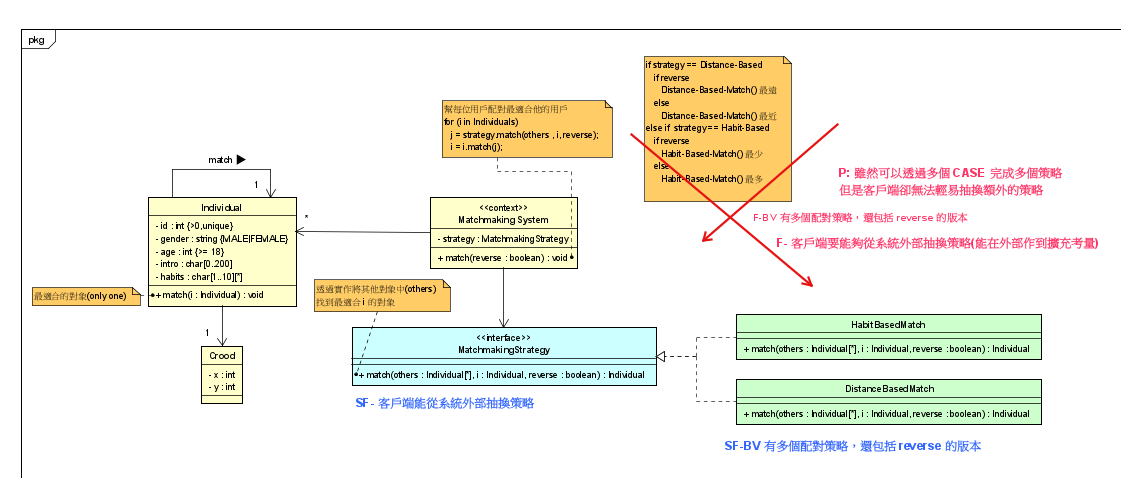 pkg
if strategy == Distance-Based
if reverse
Distance-Based-Match() 最遠
else
Distance-Based-Match() 最近
else if strategy == Habit-Based
if reverse
Habit-Based-Match() 最少
else
Habit-Based-Match() 最多
幫每位用戶配對最適合他的用戶
for (i in Individuals)
j = strategy.match(others , i, reverse);
i = i.match(j);
P: 雖然可以透過多個 CASE 完成多個策略
但是客戶端卻無法輕易抽換額外的策略
F-BV 有多個配對策略，還包括 reverse 的版本
F- 客戶端要能夠從系統外部抽換策略(能在外部作到擴充考量)
match ▶
1
*
Individual
- id : int {>0,unique}
- gender : string {MALE|FEMALE}
- age : int {>= 18}
- intro : char[0..200]
- habits : char[1..10][*]
+ match(i : Individual) : void
<<context>>
Matchmaking System
- strategy : MatchmakingStrategy
+ match(reverse : boolean) : void
最適合的對象(only one)
透過實作將其他對象中(others)
找到最適合 i 的對象
1
Crood
- x : int
- y : int
<<interface>>
MatchmakingStrategy
+ match(others : Individual[*], i : Individual, reverse : boolean) : Individual
SF- 客戶端能從系統外部抽換策略
HabitBasedMatch
+ match(others : Individual[*], i : Individual, reverse : boolean) : Individual
DistanceBasedMatch
+ match(others : Individual[*], i : Individual, reverse : boolean) : Individual
SF-BV 有多個配對策略，還包括 reverse 的版本